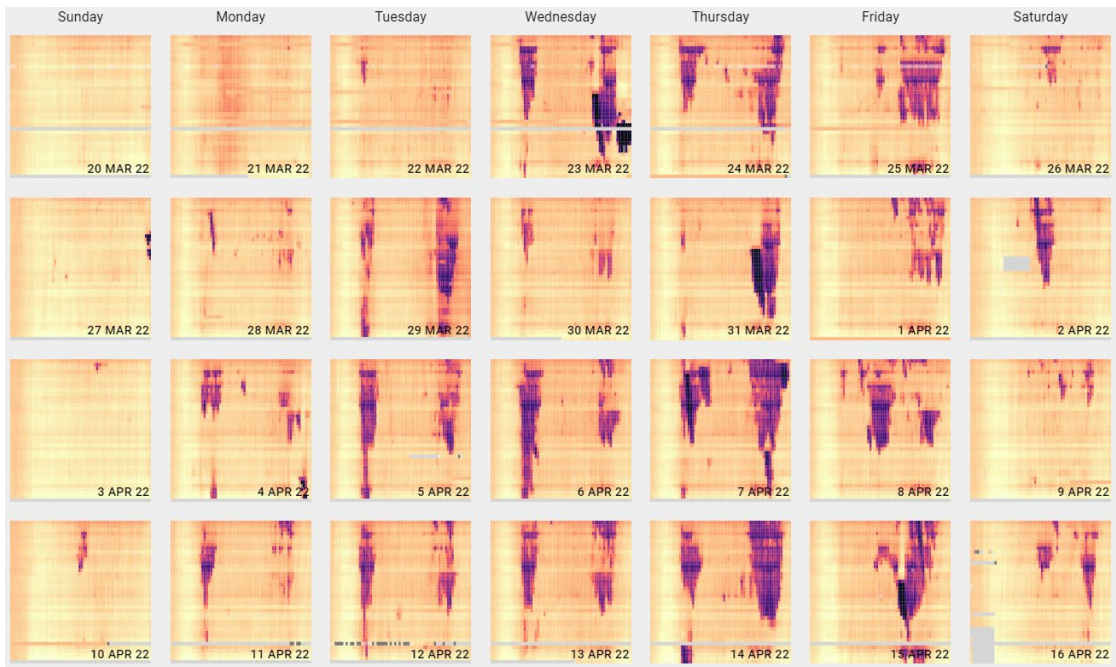 Sunday Monday Tuesday Wednesday Thursday Friday Saturday
20 MAR 22 21 MAR 22 22 MAR 22 23 MAR 22 24 MAR 22 25 MAR 22 26 MAR 22
27 MAR 22 28 MAR 22 29 MAR 22 30 MAR 22 31 MAR 22 1 APR 22 2 APR 22
3 APR 22 4 APR 22 5 APR 22 6 APR 22 7 APR 22 8 APR 22 9 APR 22
10 APR 22 11 APR 22 12 APR 22 13 APR 22 14 APR 22 15 APR 22 16 APR 22